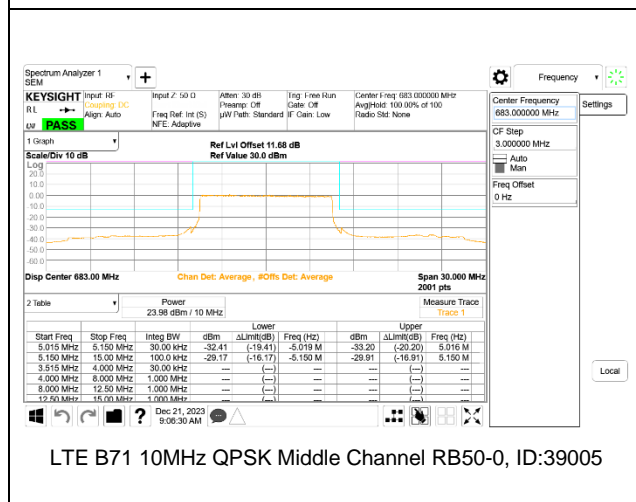 Spectrum Analyzer 1
SEM
+
Frequency
KEYSIGHT
RL
PASS
Input: RF
Coupling: DC
Align: Auto
Input Z: 50 Ω
Freq Ref: Int (S)
NFE: Adaptive
Atten: 30 dB
Preamp: Off
µW Path: Standard
Trig: Free Run
Gate: Off
IF Gain: Low
Center Freq: 683.000000 MHz
Avg|Hold: 100.00% of 100
Radio Std: None
Center Frequency
683.000000 MHz
Settings
CF Step
3.000000 MHz
Auto
Man
Freq Offset
0 Hz
1 Graph
Scale/Div 10 dB
Ref Lvl Offset 11.68 dB
Ref Value 30.0 dBm
Log
20.0
10.0
0.00
-10.0
-20.0
-30.0
-40.0
-50.0
-60.0
Disp Center 683.00 MHz
Chan Det: Average, #Offs Det: Average
Span 30.000 MHz
2001 pts
2 Table
Power
23.98 dBm / 10 MHz
Measure Trace
Trace 1
Lower Upper
Start Freq Stop Freq Integ BW dBm ΔLimit(dB) Freq (Hz) dBm ΔLimit(dB) Freq (Hz)
5.015 MHz 5.150 MHz 30.00 kHz -32.41 (-19.41) -5.019 M -33.20 (-20.20) 5.016 M
5.150 MHz 15.00 MHz 100.0 kHz -29.17 (-16.17) -5.150 M -29.91 (-16.91) 5.150 M
3.515 MHz 4.000 MHz 30.00 kHz --- (---) --- --- (---) ---
4.000 MHz 8.000 MHz 1.000 MHz --- (---) --- --- (---) ---
8.000 MHz 12.50 MHz 1.000 MHz --- (---) --- --- (---) ---
12.50 MHz 15.00 MHz 1.000 MHz --- (---) --- --- (---) ---
Local
?
Dec 21, 2023
9:06:30 AM
LTE B71 10MHz QPSK Middle Channel RB50-0, ID:39005